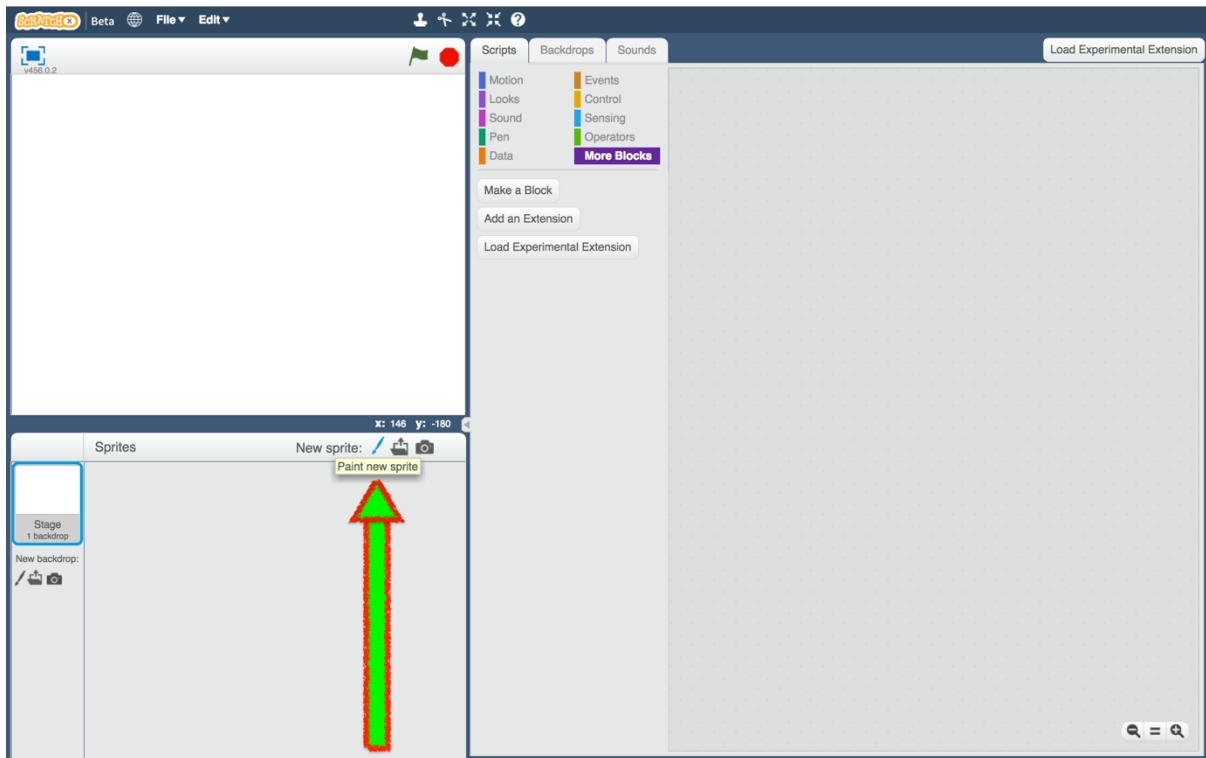 SCRATCHX Beta File▾ Edit▾
v456.0.2
Scripts Backdrops Sounds
Load Experimental Extension
Motion Events
Looks Control
Sound Sensing
Pen Operators
Data More Blocks
Make a Block
Add an Extension
Load Experimental Extension
x: 146 y: -180
Sprites New sprite:
Paint new sprite
Stage
1 backdrop
New backdrop: